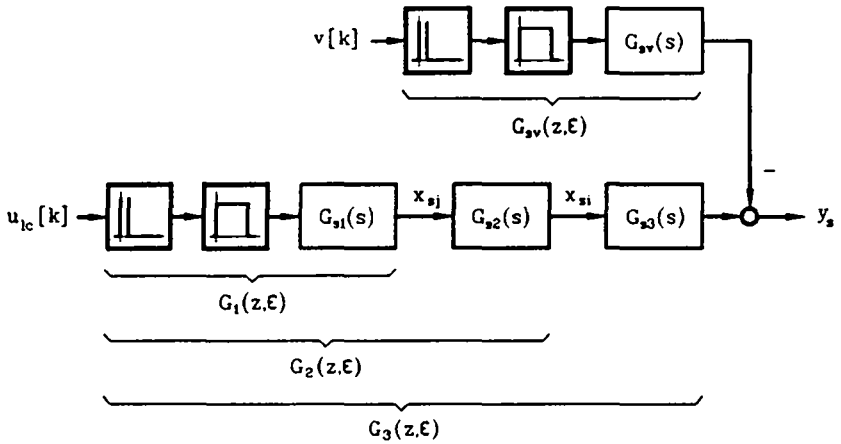 v[k]
G_sv(s)
G_sv(z,ε)
−
u_lc[k]
G_s1(s)
x_sj
G_s2(s)
x_si
G_s3(s)
y_s
G_1(z,ε)
G_2(z,ε)
G_3(z,ε)